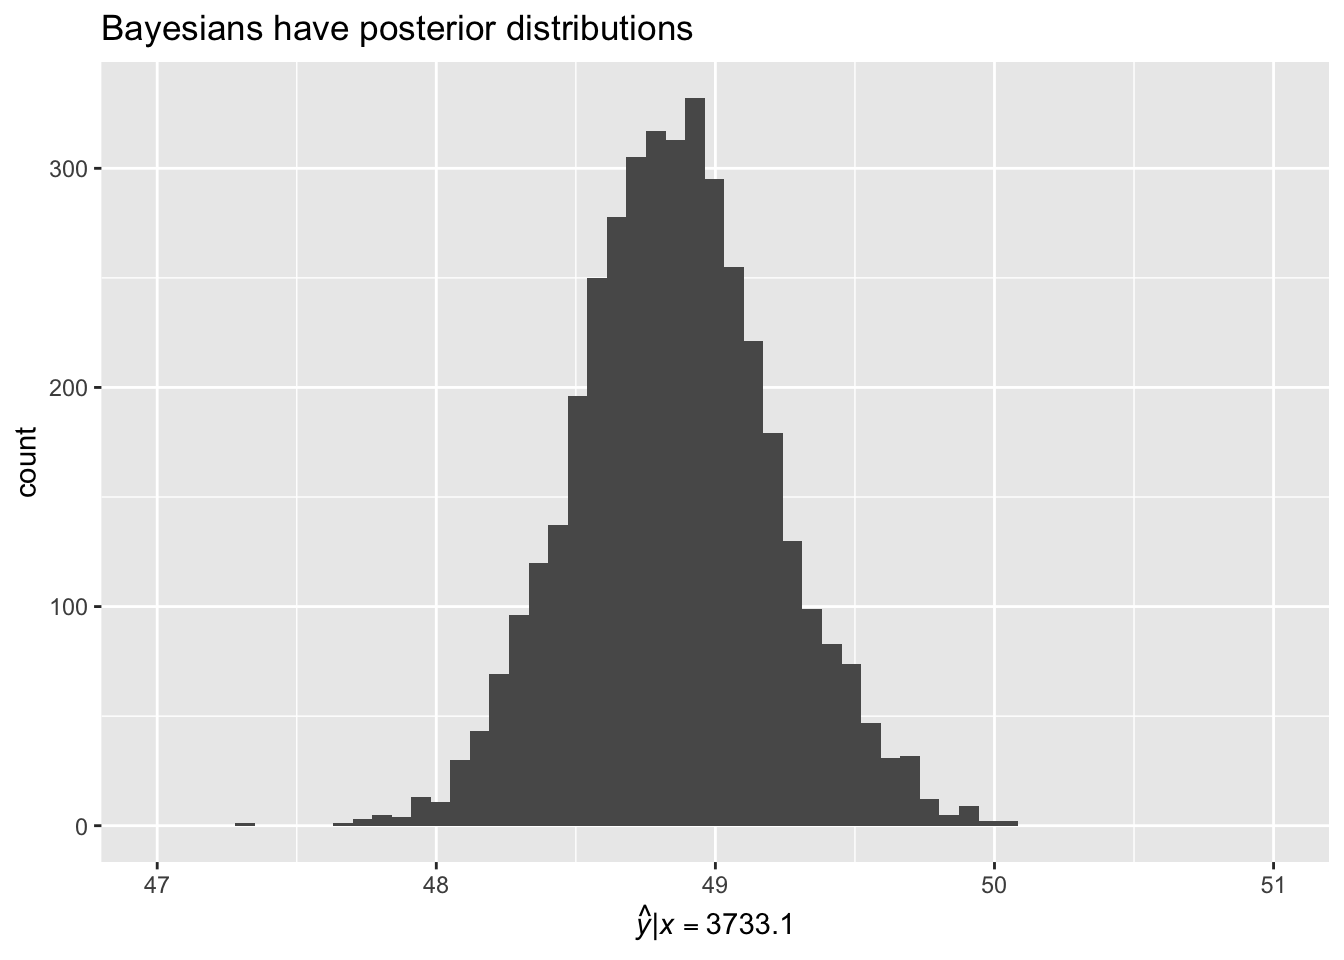 Bayesians have posterior distributions
300
200
100
0
count
47 48 49 50 51
ŷ|x = 3733.1